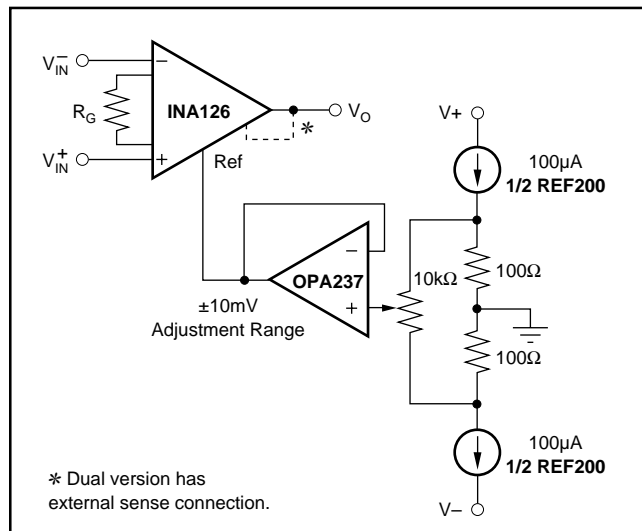 V−IN
RG
V+IN
−
+
INA126
Ref
VO
*
V+
100µA
1/2 REF200
−
+
OPA237
10kΩ
100Ω
100Ω
±10mV
Adjustment Range
100µA
1/2 REF200
V–
* Dual version has
external sense connection.